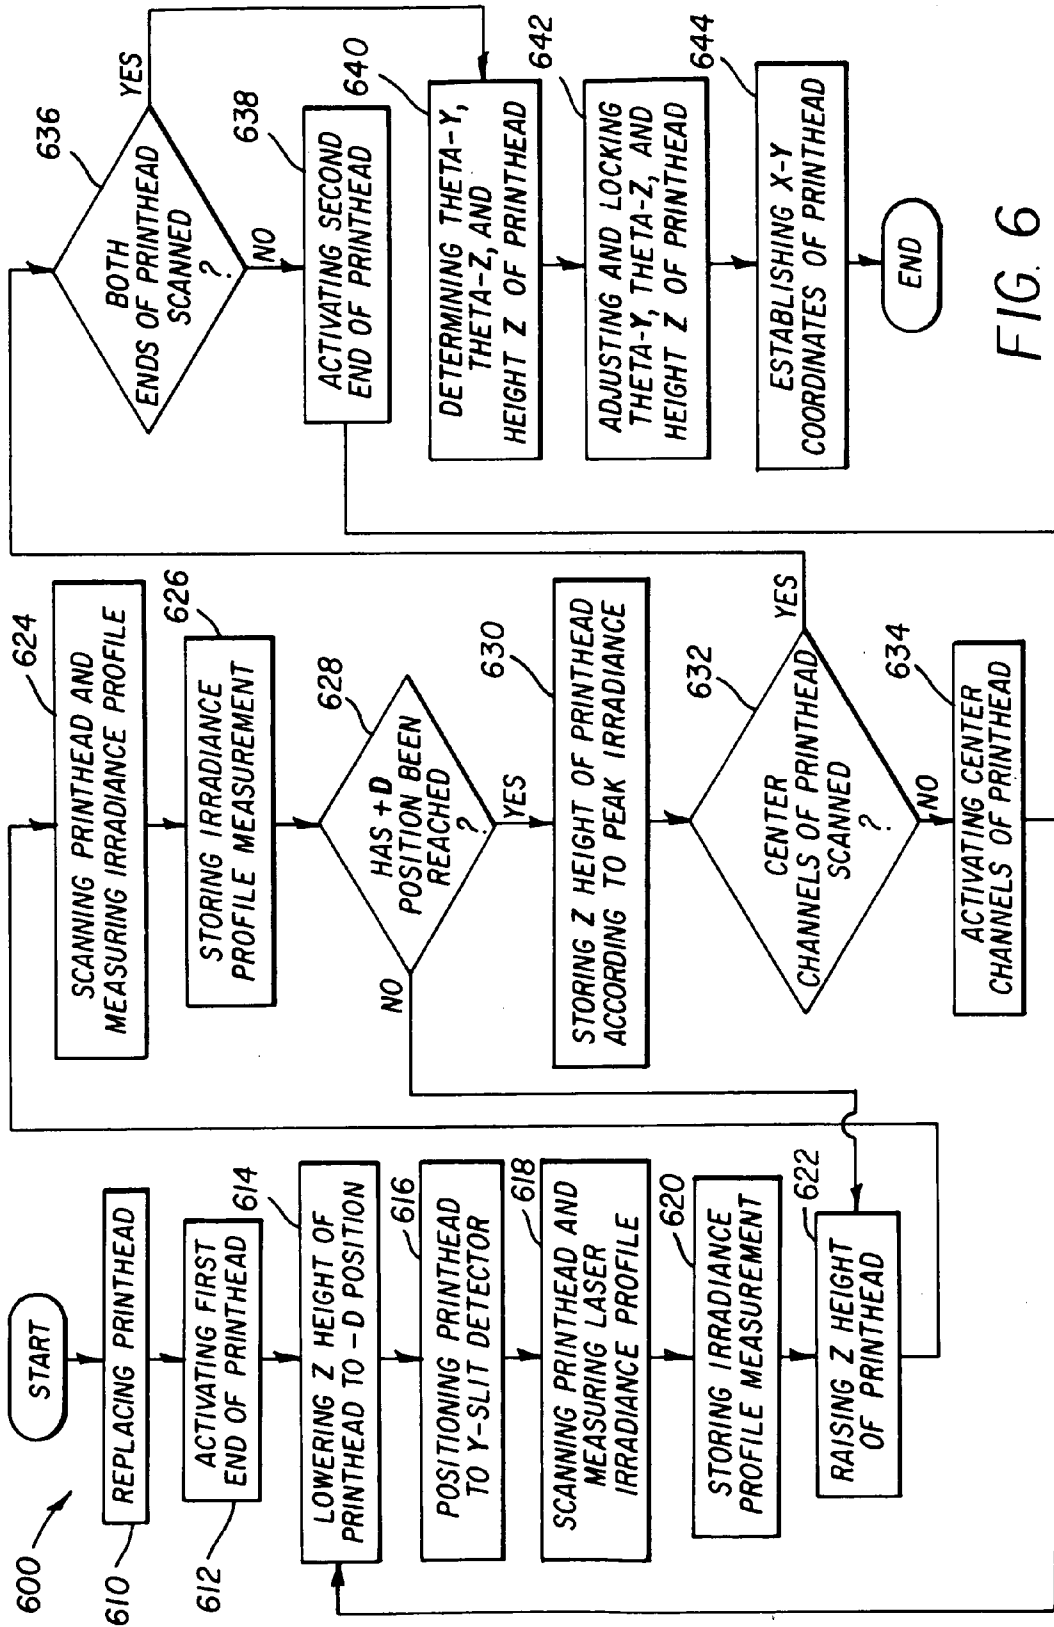 600
START
610
REPLACING PRINTHEAD
612
ACTIVATING FIRST
END OF PRINTHEAD
614
LOWERING Z HEIGHT OF
PRINTHEAD TO -D POSITION
616
POSITIONING PRINTHEAD
TO Y-SLIT DETECTOR
618
SCANNING PRINTHEAD AND
MEASURING LASER
IRRADIANCE PROFILE
620
STORING IRRADIANCE
PROFILE MEASUREMENT
622
RAISING Z HEIGHT
OF PRINTHEAD
624
SCANNING PRINTHEAD AND
MEASURING IRRADIANCE PROFILE
626
STORING IRRADIANCE
PROFILE MEASUREMENT
628
HAS +D
POSITION BEEN
REACHED
?
NO
YES
630
STORING Z HEIGHT OF PRINTHEAD
ACCORDING TO PEAK IRRADIANCE
632
CENTER
CHANNELS OF PRINTHEAD
SCANNED
?
YES
NO
634
ACTIVATING CENTER
CHANNELS OF PRINTHEAD
636
BOTH
ENDS OF PRINTHEAD
SCANNED
?
YES
NO
638
ACTIVATING SECOND
END OF PRINTHEAD
640
DETERMINING THETA-Y,
THETA-Z, AND
HEIGHT Z OF PRINTHEAD
642
ADJUSTING AND LOCKING
THETA-Y, THETA-Z, AND
HEIGHT Z OF PRINTHEAD
644
ESTABLISHING X-Y
COORDINATES OF PRINTHEAD
END
FIG. 6